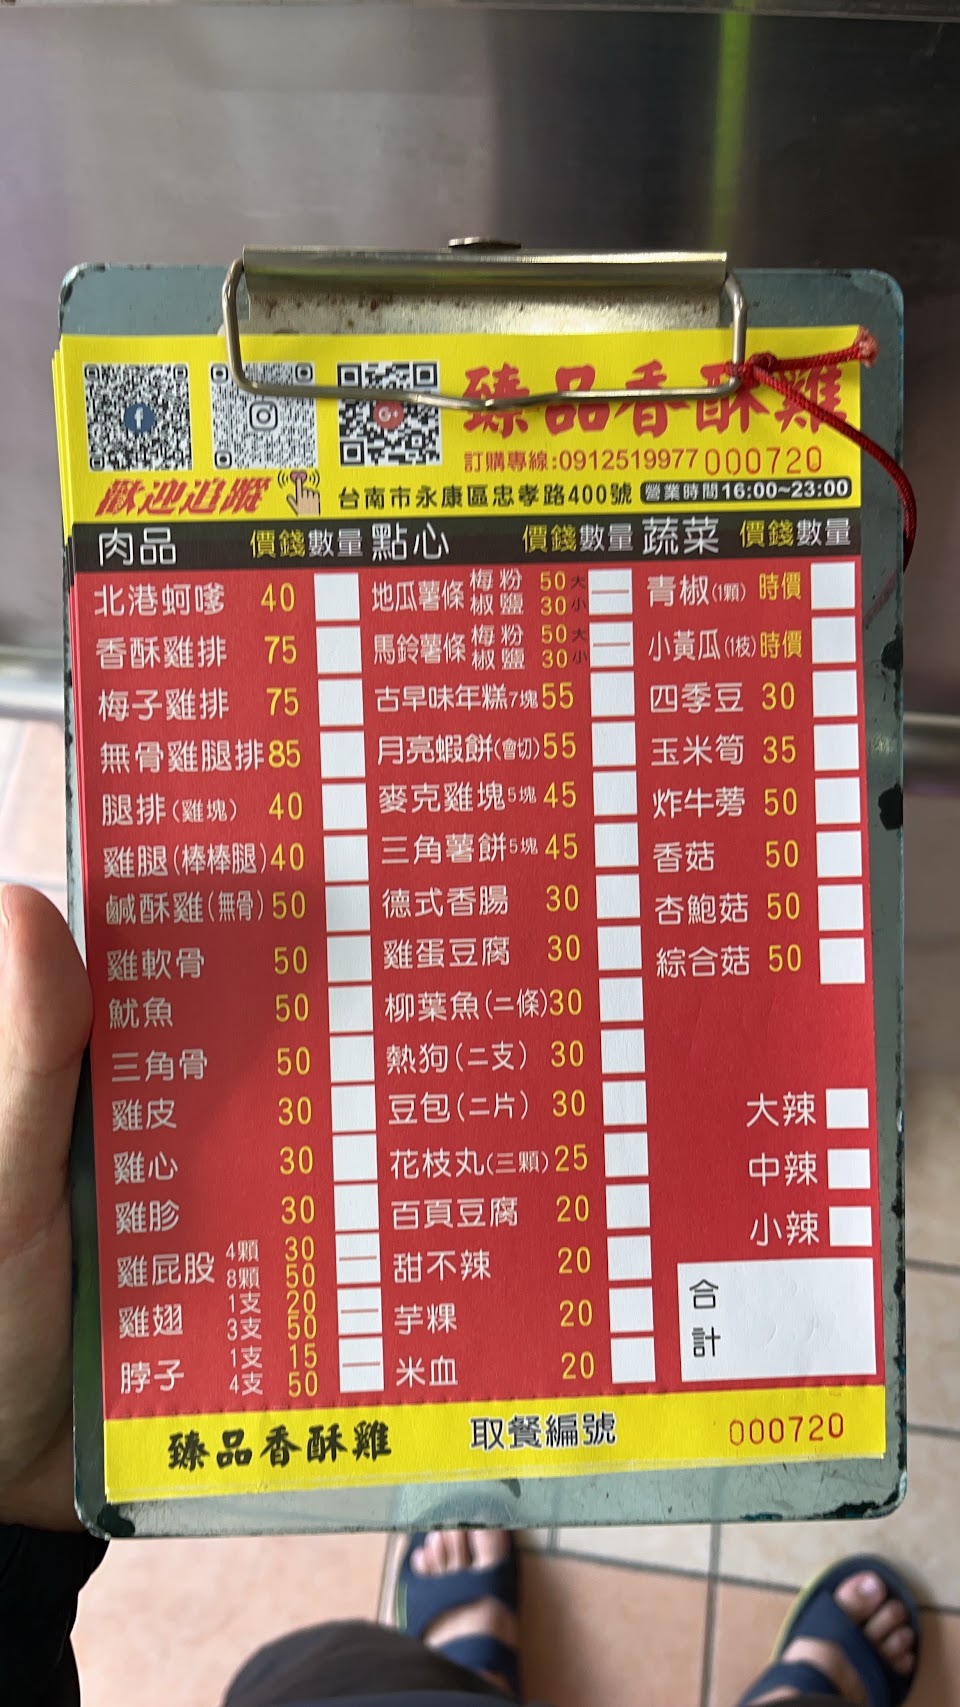 臻品香酥雞
訂購專線:0912519977 000720
歡迎追蹤
台南市永康區忠孝路400號 營業時間16:00~23:00
肉品 價錢 數量
北港蚵嗲 40
香酥雞排 75
梅子雞排 75
無骨雞腿排 85
腿排(雞塊) 40
雞腿(棒棒腿) 40
鹹酥雞(無骨) 50
雞軟骨 50
魷魚 50
三角骨 50
雞皮 30
雞心 30
雞胗 30
雞屁股 4顆 30
8顆 50
雞翅 1支 20
3支 50
脖子 1支 15
4支 50
點心 價錢 數量
地瓜薯條 梅粉 50大
椒鹽 30小
馬鈴薯條 梅粉 50大
椒鹽 30小
古早味年糕7塊 55
月亮蝦餅(會切) 55
麥克雞塊5塊 45
三角薯餅5塊 45
德式香腸 30
雞蛋豆腐 30
柳葉魚(二條) 30
熱狗(二支) 30
豆包(二片) 30
花枝丸(三顆) 25
百頁豆腐 20
甜不辣 20
芋粿 20
米血 20
蔬菜 價錢 數量
青椒(1顆) 時價
小黃瓜(1枝) 時價
四季豆 30
玉米筍 35
炸牛蒡 50
香菇 50
杏鮑菇 50
綜合菇 50
大辣
中辣
小辣
合計
臻品香酥雞 取餐編號 000720